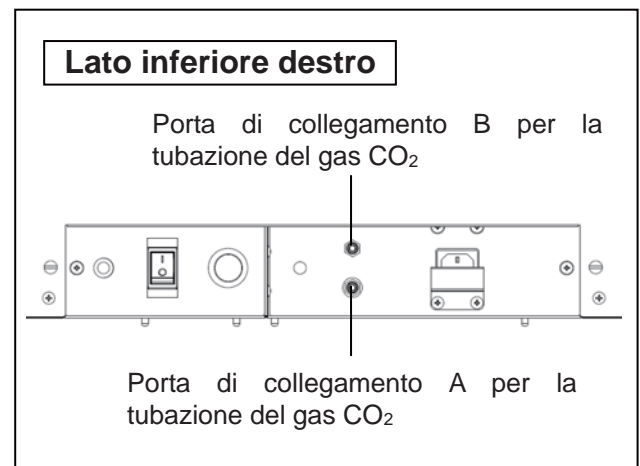 Lato inferiore destro
Porta di collegamento B per la
tubazione del gas CO₂
Porta di collegamento A per la
tubazione del gas CO₂